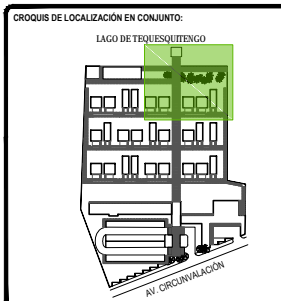 CROQUIS DE LOCALIZACIÓN EN CONJUNTO:
LAGO DE TEQUESQUITENGO
AV. CIRCUNVALACIÓN